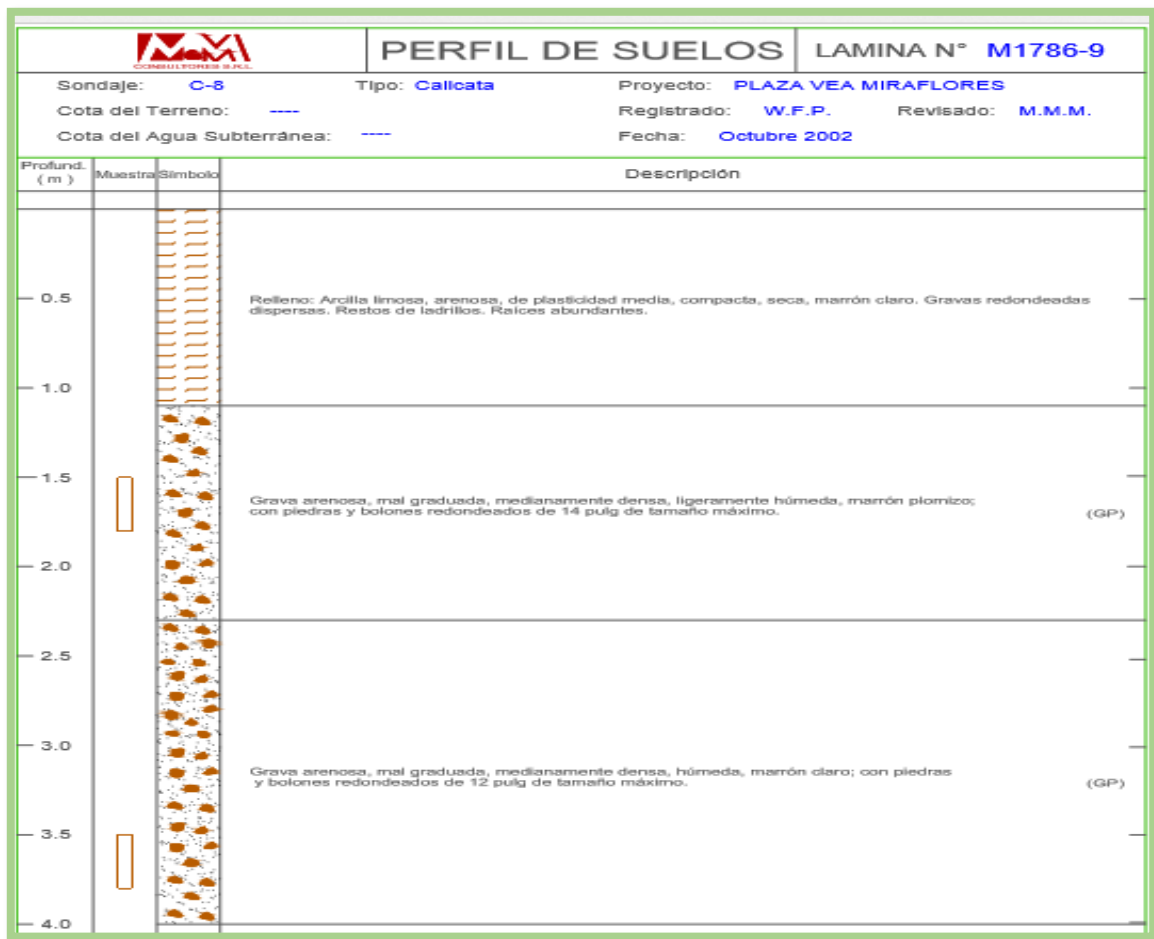 M&M
CONSULTORES S.R.L.
PERFIL DE SUELOS
LAMINA N° M1786-9
Sondaje: C-8 Tipo: Calicata Proyecto: PLAZA VEA MIRAFLORES
Cota del Terreno: ---- Registrado: W.F.P. Revisado: M.M.M.
Cota del Agua Subterránea: ---- Fecha: Octubre 2002
Profund.
( m )
Muestra
Simbolo
Descripción
0.5
Relleno: Arcilla limosa, arenosa, de plasticidad media, compacta, seca, marrón claro. Gravas redondeadas
dispersas. Restos de ladrillos. Raíces abundantes.
1.0
1.5
Grava arenosa, mal graduada, medianamente densa, ligeramente húmeda, marrón plomizo;
con piedras y bolones redondeados de 14 pulg de tamaño máximo. (GP)
2.0
2.5
3.0
Grava arenosa, mal graduada, medianamente densa, húmeda, marrón claro; con piedras
y bolones redondeados de 12 pulg de tamaño máximo. (GP)
3.5
4.0